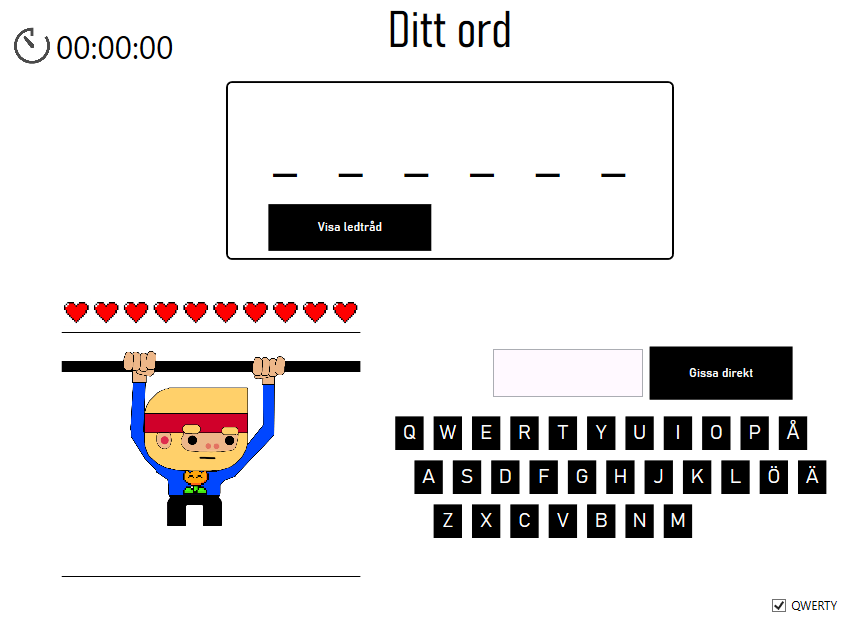 Ditt ord
00:00:00
_ _ _ _ _ _
Visa ledtråd
Gissa direkt
Q W E R T Y U I O P Å
A S D F G H J K L Ö Ä
Z X C V B N M
QWERTY